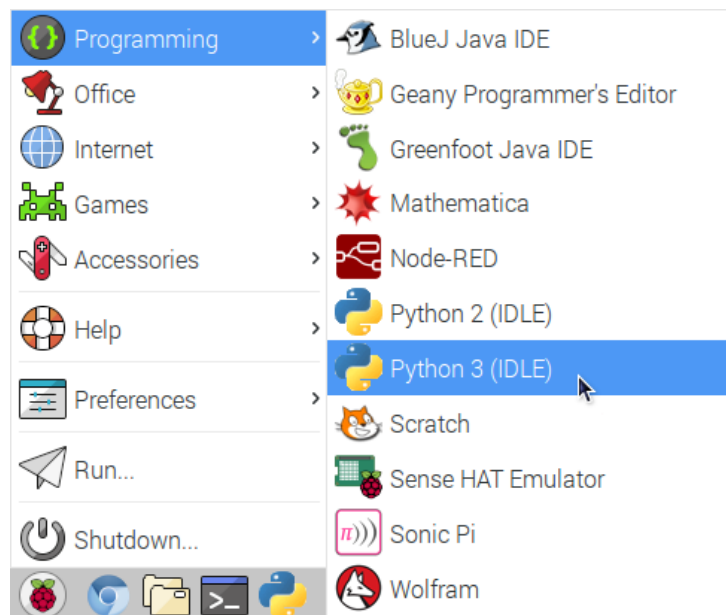 Programming
Office
Internet
Games
Accessories
Help
Preferences
Run...
Shutdown...
BlueJ Java IDE
Geany Programmer's Editor
Greenfoot Java IDE
Mathematica
Node-RED
Python 2 (IDLE)
Python 3 (IDLE)
Scratch
Sense HAT Emulator
π)))
Sonic Pi
Wolfram